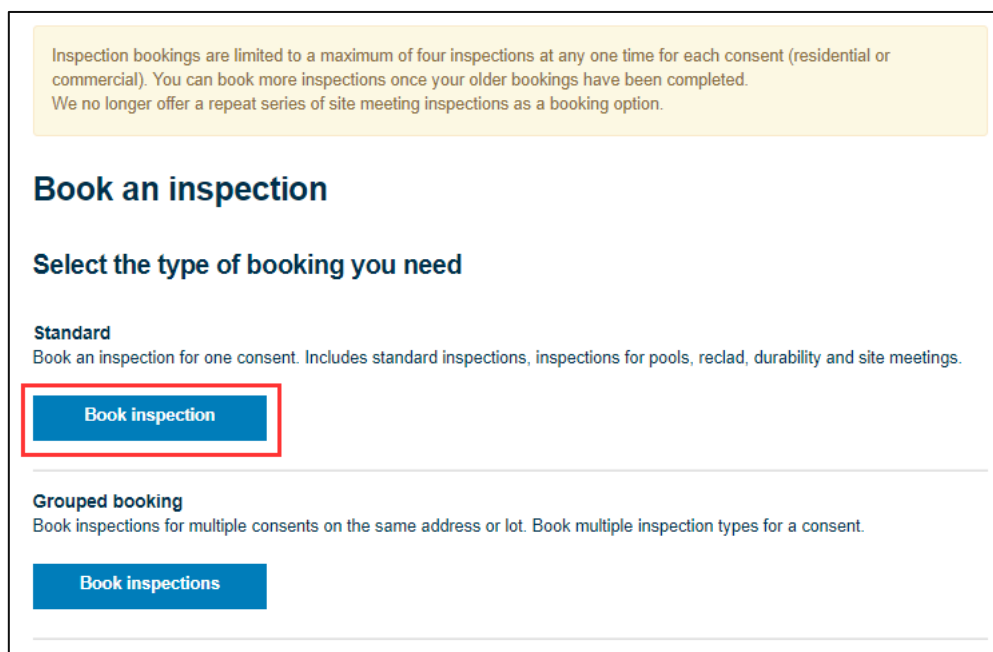 Inspection bookings are limited to a maximum of four inspections at any one time for each consent (residential or
commercial). You can book more inspections once your older bookings have been completed.
We no longer offer a repeat series of site meeting inspections as a booking option.
Book an inspection
Select the type of booking you need
Standard
Book an inspection for one consent. Includes standard inspections, inspections for pools, reclad, durability and site meetings.
Book inspection
Grouped booking
Book inspections for multiple consents on the same address or lot. Book multiple inspection types for a consent.
Book inspections